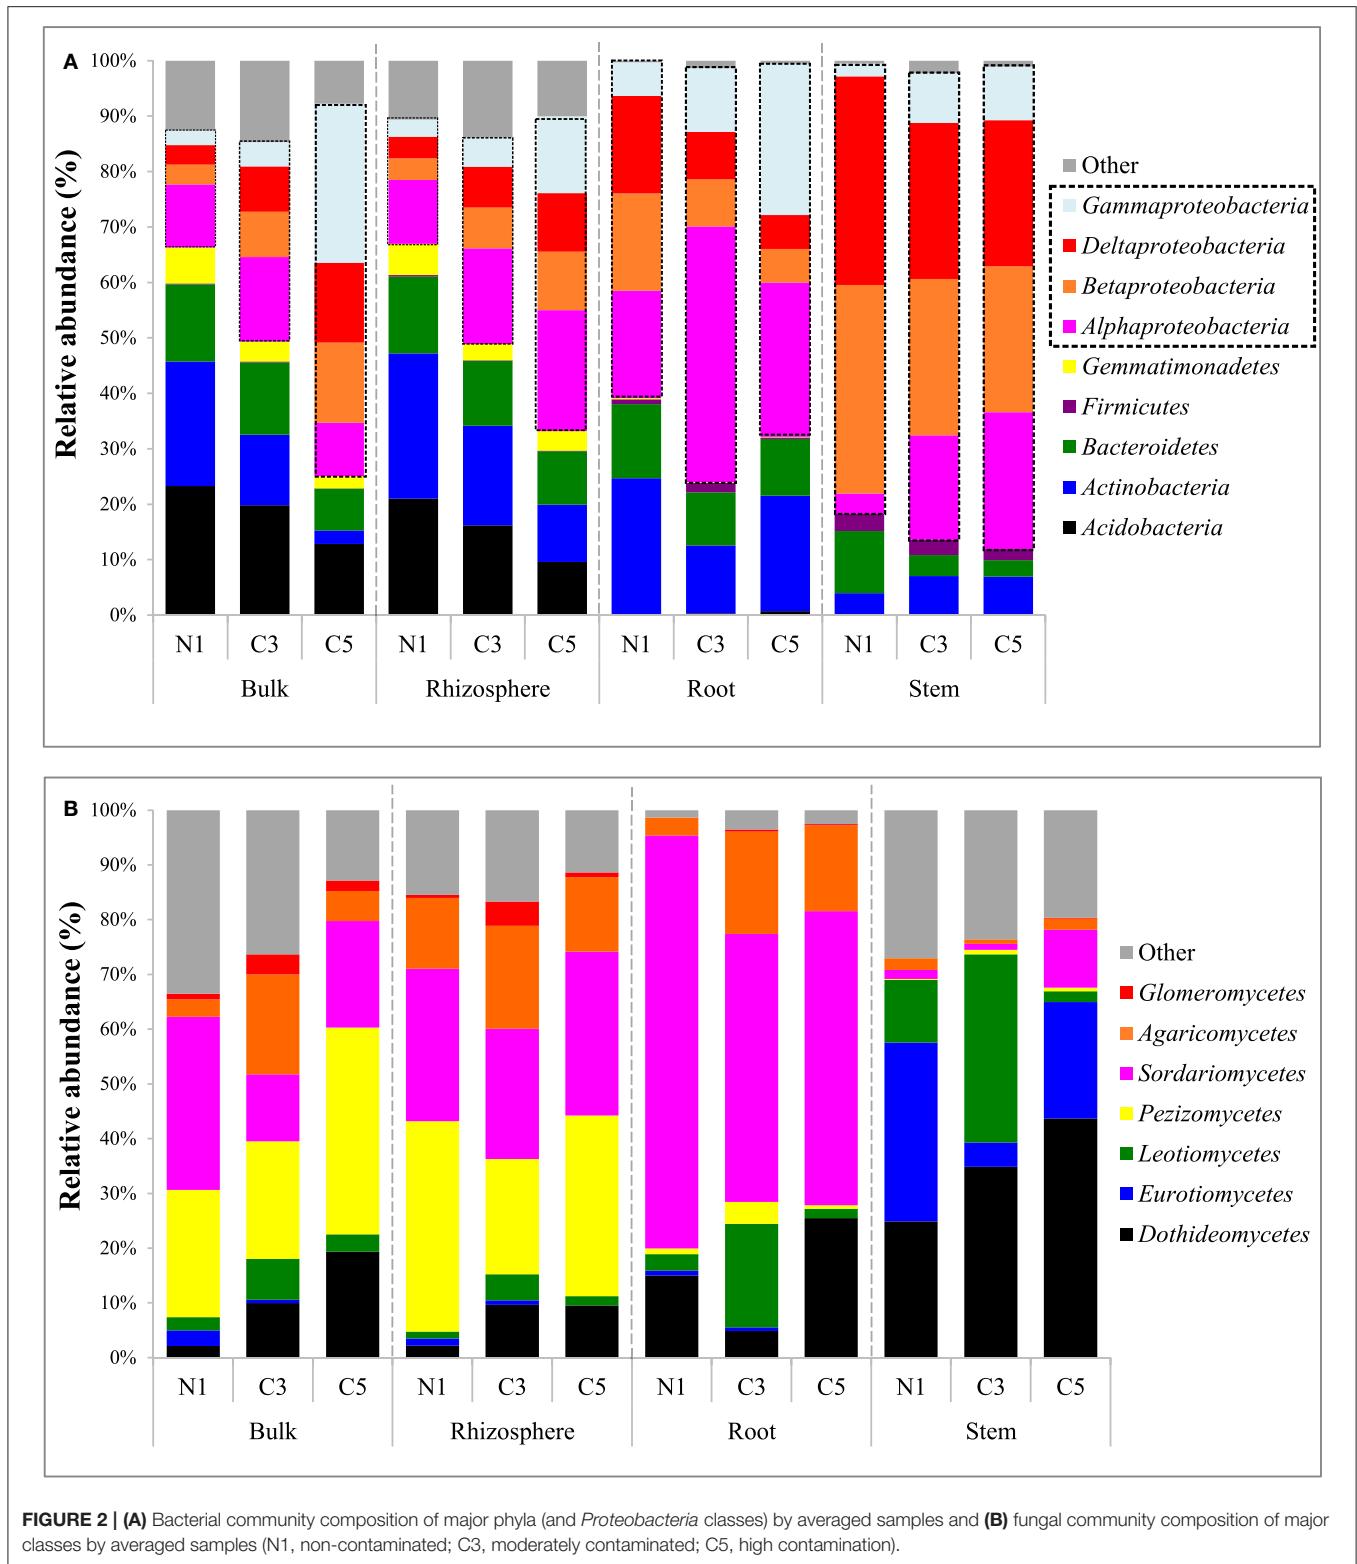 A
Relative abundance (%)
100%
90%
80%
70%
60%
50%
40%
30%
20%
10%
0%
N1 C3 C5 N1 C3 C5 N1 C3 C5 N1 C3 C5
Bulk Rhizosphere Root Stem
Other
Gammaproteobacteria
Deltaproteobacteria
Betaproteobacteria
Alphaproteobacteria
Gemmatimonadetes
Firmicutes
Bacteroidetes
Actinobacteria
Acidobacteria
B
Relative abundance (%)
100%
90%
80%
70%
60%
50%
40%
30%
20%
10%
0%
N1 C3 C5 N1 C3 C5 N1 C3 C5 N1 C3 C5
Bulk Rhizosphere Root Stem
Other
Glomeromycetes
Agaricomycetes
Sordariomycetes
Pezizomycetes
Leotiomycetes
Eurotiomycetes
Dothideomycetes
FIGURE 2 | (A) Bacterial community composition of major phyla (and Proteobacteria classes) by averaged samples and (B) fungal community composition of major
classes by averaged samples (N1, non-contaminated; C3, moderately contaminated; C5, high contamination).